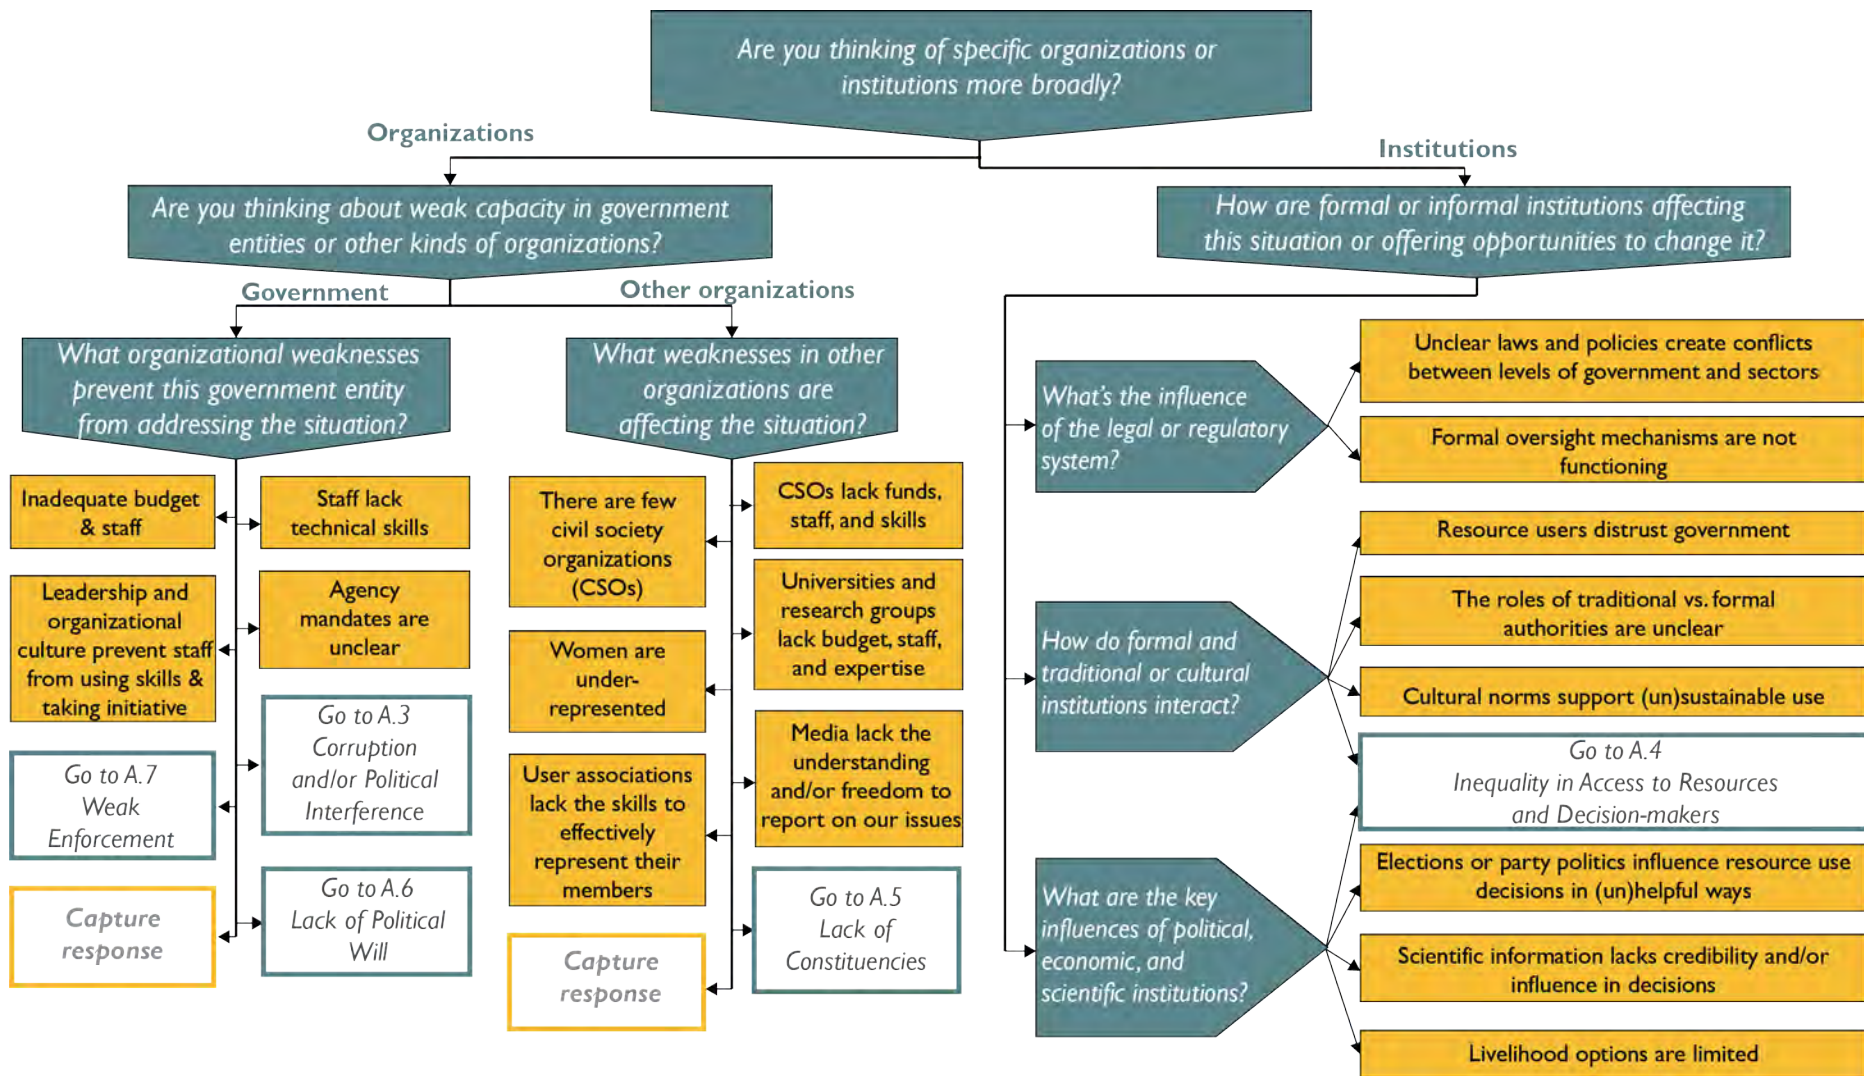 Are you thinking of specific organizations or
institutions more broadly?
Organizations
Institutions
Are you thinking about weak capacity in government
entities or other kinds of organizations?
How are formal or informal institutions affecting
this situation or offering opportunities to change it?
Government
Other organizations
What organizational weaknesses
prevent this government entity
from addressing the situation?
Inadequate budget
& staff
Staff lack
technical skills
Leadership and
organizational
culture prevent staff
from using skills &
taking initiative
Agency
mandates are
unclear
Go to A.3
Corruption
and/or Political
Interference
Go to A.7
Weak
Enforcement
Go to A.6
Lack of Political
Will
Capture
response
What weaknesses in other
organizations are
affecting the situation?
There are few
civil society
organizations
(CSOs)
CSOs lack funds,
staff, and skills
Universities and
research groups
lack budget, staff,
and expertise
Women are
under-
represented
Media lack the
understanding
and/or freedom to
report on our issues
User associations
lack the skills to
effectively
represent their
members
Go to A.5
Lack of
Constituencies
Capture
response
What's the influence
of the legal or regulatory
system?
Unclear laws and policies create conflicts
between levels of government and sectors
Formal oversight mechanisms are not
functioning
How do formal and
traditional or cultural
institutions interact?
Resource users distrust government
The roles of traditional vs. formal
authorities are unclear
Cultural norms support (un)sustainable use
Go to A.4
Inequality in Access to Resources
and Decision-makers
What are the key
influences of political,
economic, and
scientific institutions?
Elections or party politics influence resource use
decisions in (un)helpful ways
Scientific information lacks credibility and/or
influence in decisions
Livelihood options are limited